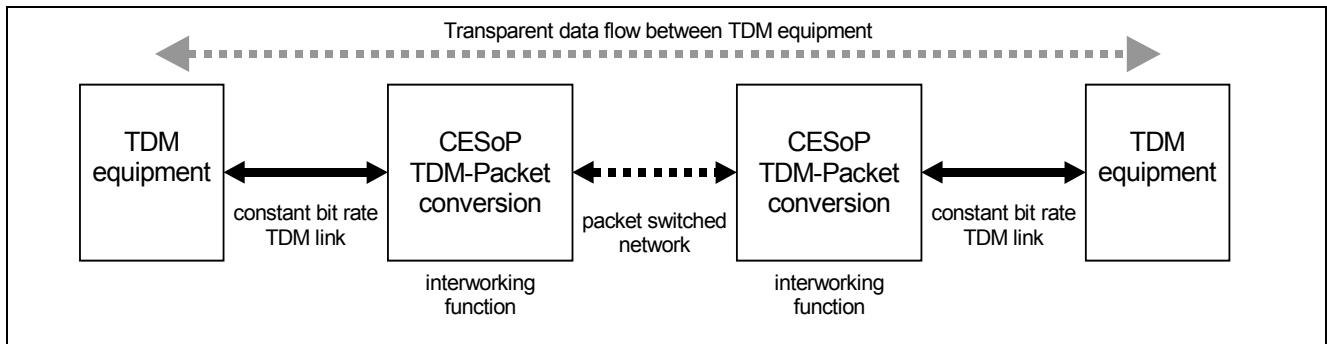 Transparent data flow between TDM equipment
TDM
equipment
constant bit rate
TDM link
CESoP
TDM-Packet
conversion
interworking
function
packet switched
network
CESoP
TDM-Packet
conversion
interworking
function
constant bit rate
TDM link
TDM
equipment